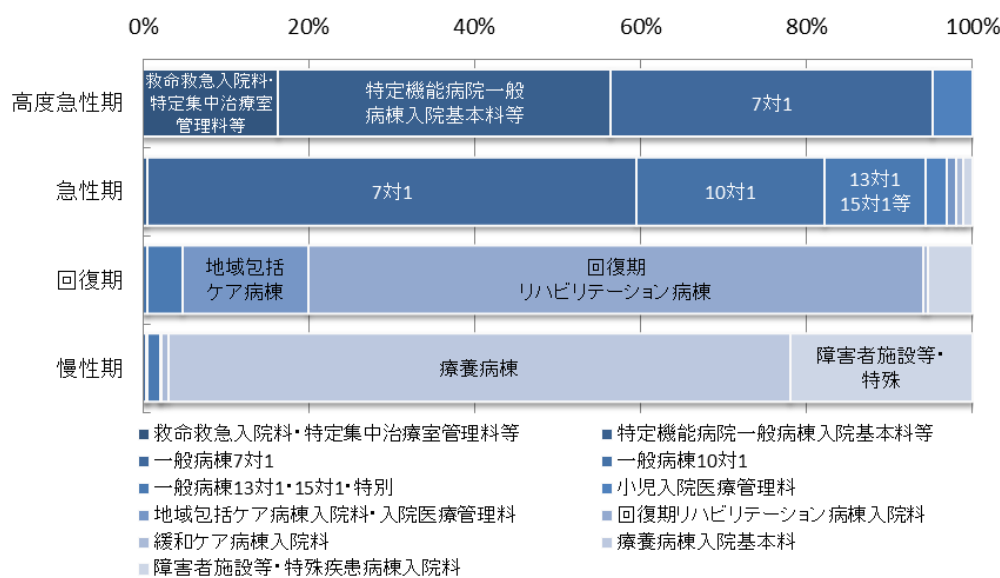 0% 20% 40% 60% 80% 100%
高度急性期
救命救急入院料・
特定集中治療室
管理料等
特定機能病院一般
病棟入院基本料等
7対1
急性期
7対1
10対1
13対1
15対1等
回復期
地域包括
ケア病棟
回復期
リハビリテーション病棟
慢性期
療養病棟
障害者施設等・
特殊
■救命救急入院料・特定集中治療室管理料等
■特定機能病院一般病棟入院基本料等
■一般病棟7対1
■一般病棟10対1
■一般病棟13対1・15対1・特別
■小児入院医療管理料
■地域包括ケア病棟入院料・入院医療管理料
■回復期リハビリテーション病棟入院料
■緩和ケア病棟入院料
■療養病棟入院基本料
■障害者施設等・特殊疾患病棟入院料